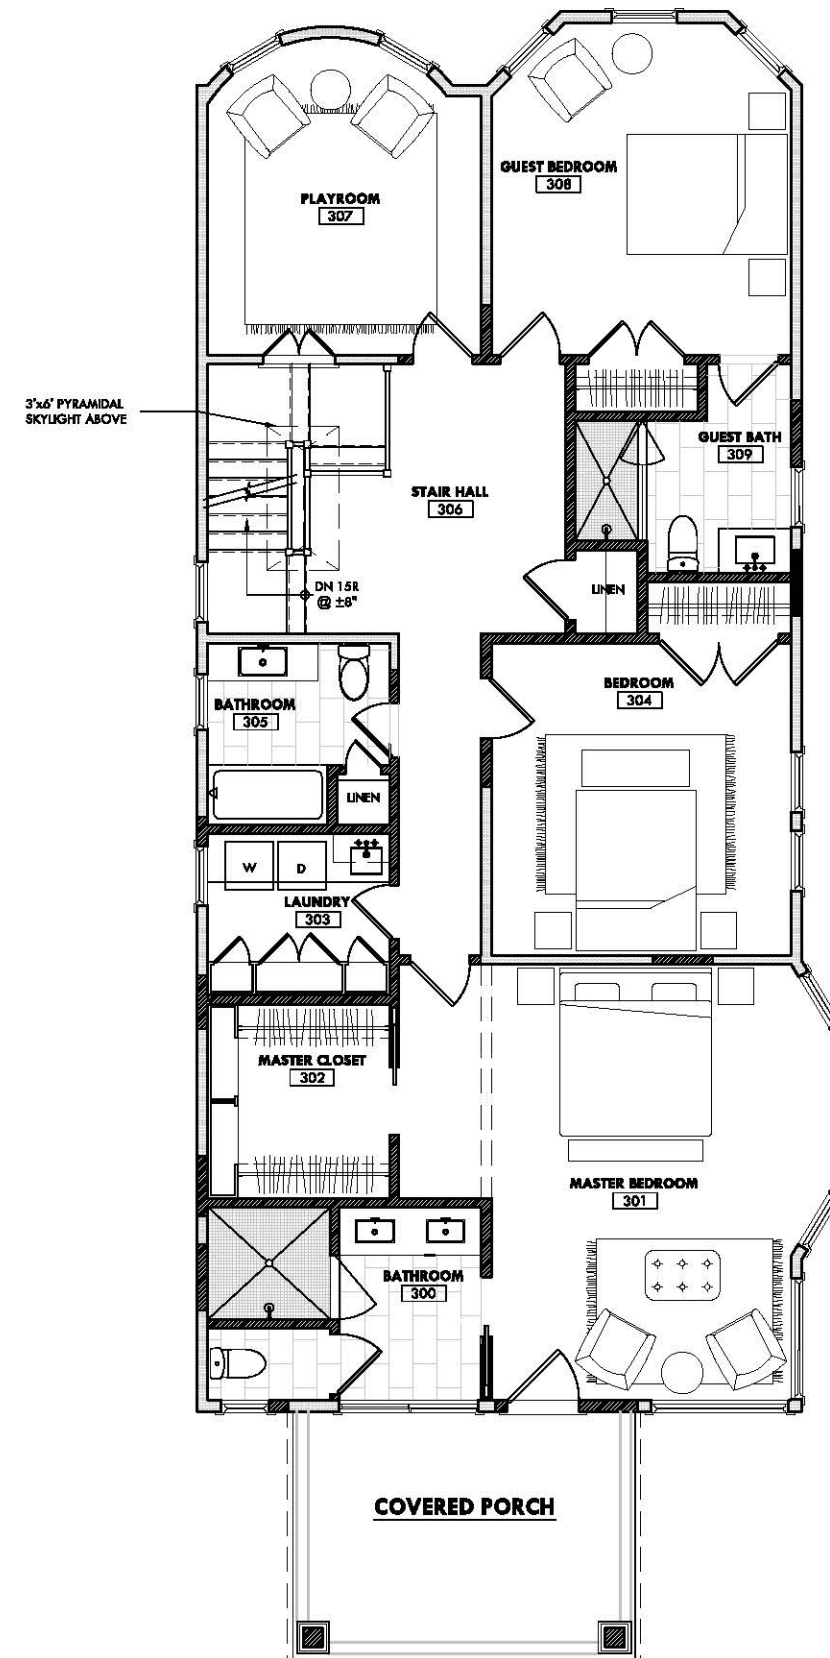 PLAYROOM
307
GUEST BEDROOM
308
3'x6' PYRAMIDAL
SKYLIGHT ABOVE
GUEST BATH
309
STAIR HALL
306
DN 15R
@ ±8"
LINEN
BATHROOM
305
BEDROOM
304
LINEN
W
D
LAUNDRY
303
MASTER CLOSET
302
MASTER BEDROOM
301
BATHROOM
300
COVERED PORCH